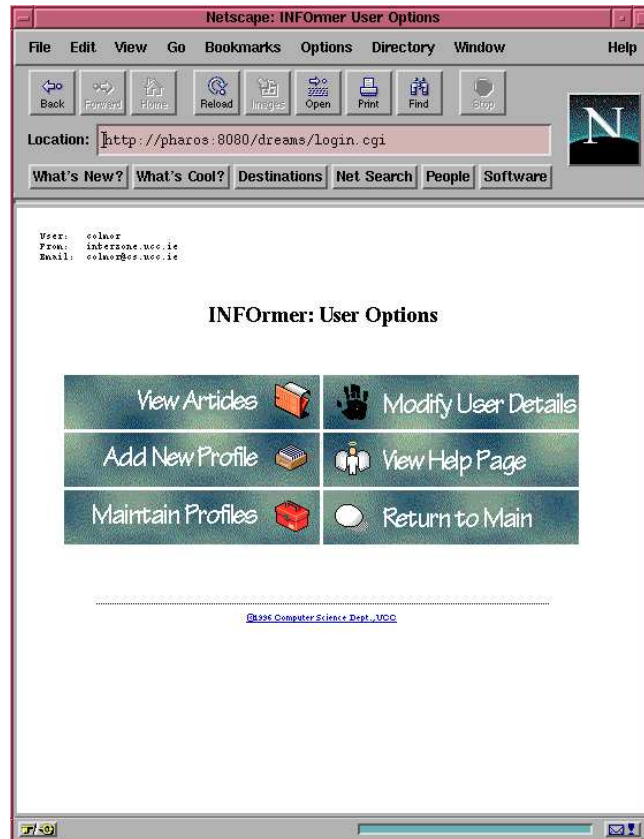 Netscape: INFOrmer User Options
File Edit View Go Bookmarks Options Directory Window Help
Back Forward Home Reload Images Open Print Find Stop
Location: http://pharos:8080/dreams/login.cgi
N
What's New? What's Cool? Destinations Net Search People Software
User: colmor
From: interzone.ucc.ie
Email: colmor@cs.ucc.ie
INFOrmer: User Options
View Articles Modify User Details
Add New Profile View Help Page
Maintain Profiles Return to Main
©1996 Computer Science Dept., UCC